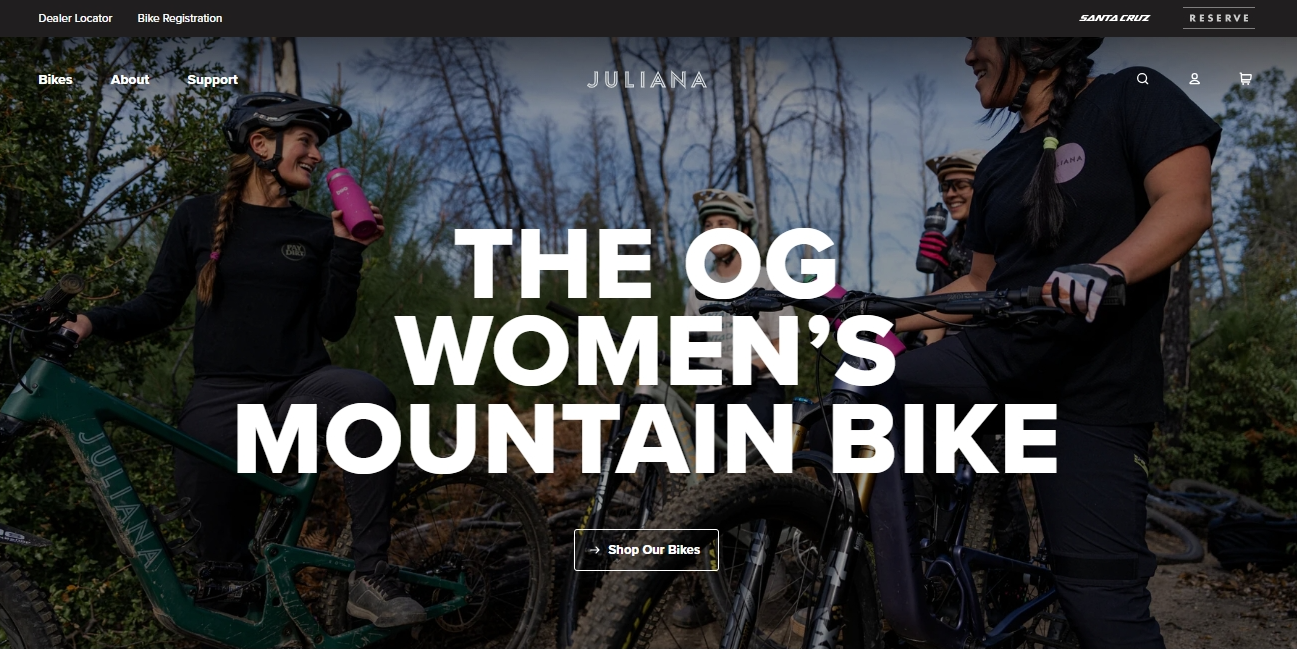 Dealer Locator Bike Registration SANTA CRUZ RESERVE
Bikes About Support JULIANA
LIANA
THE OG
WOMEN’S
MOUNTAIN BIKE
JULIANA
→ Shop Our Bikes